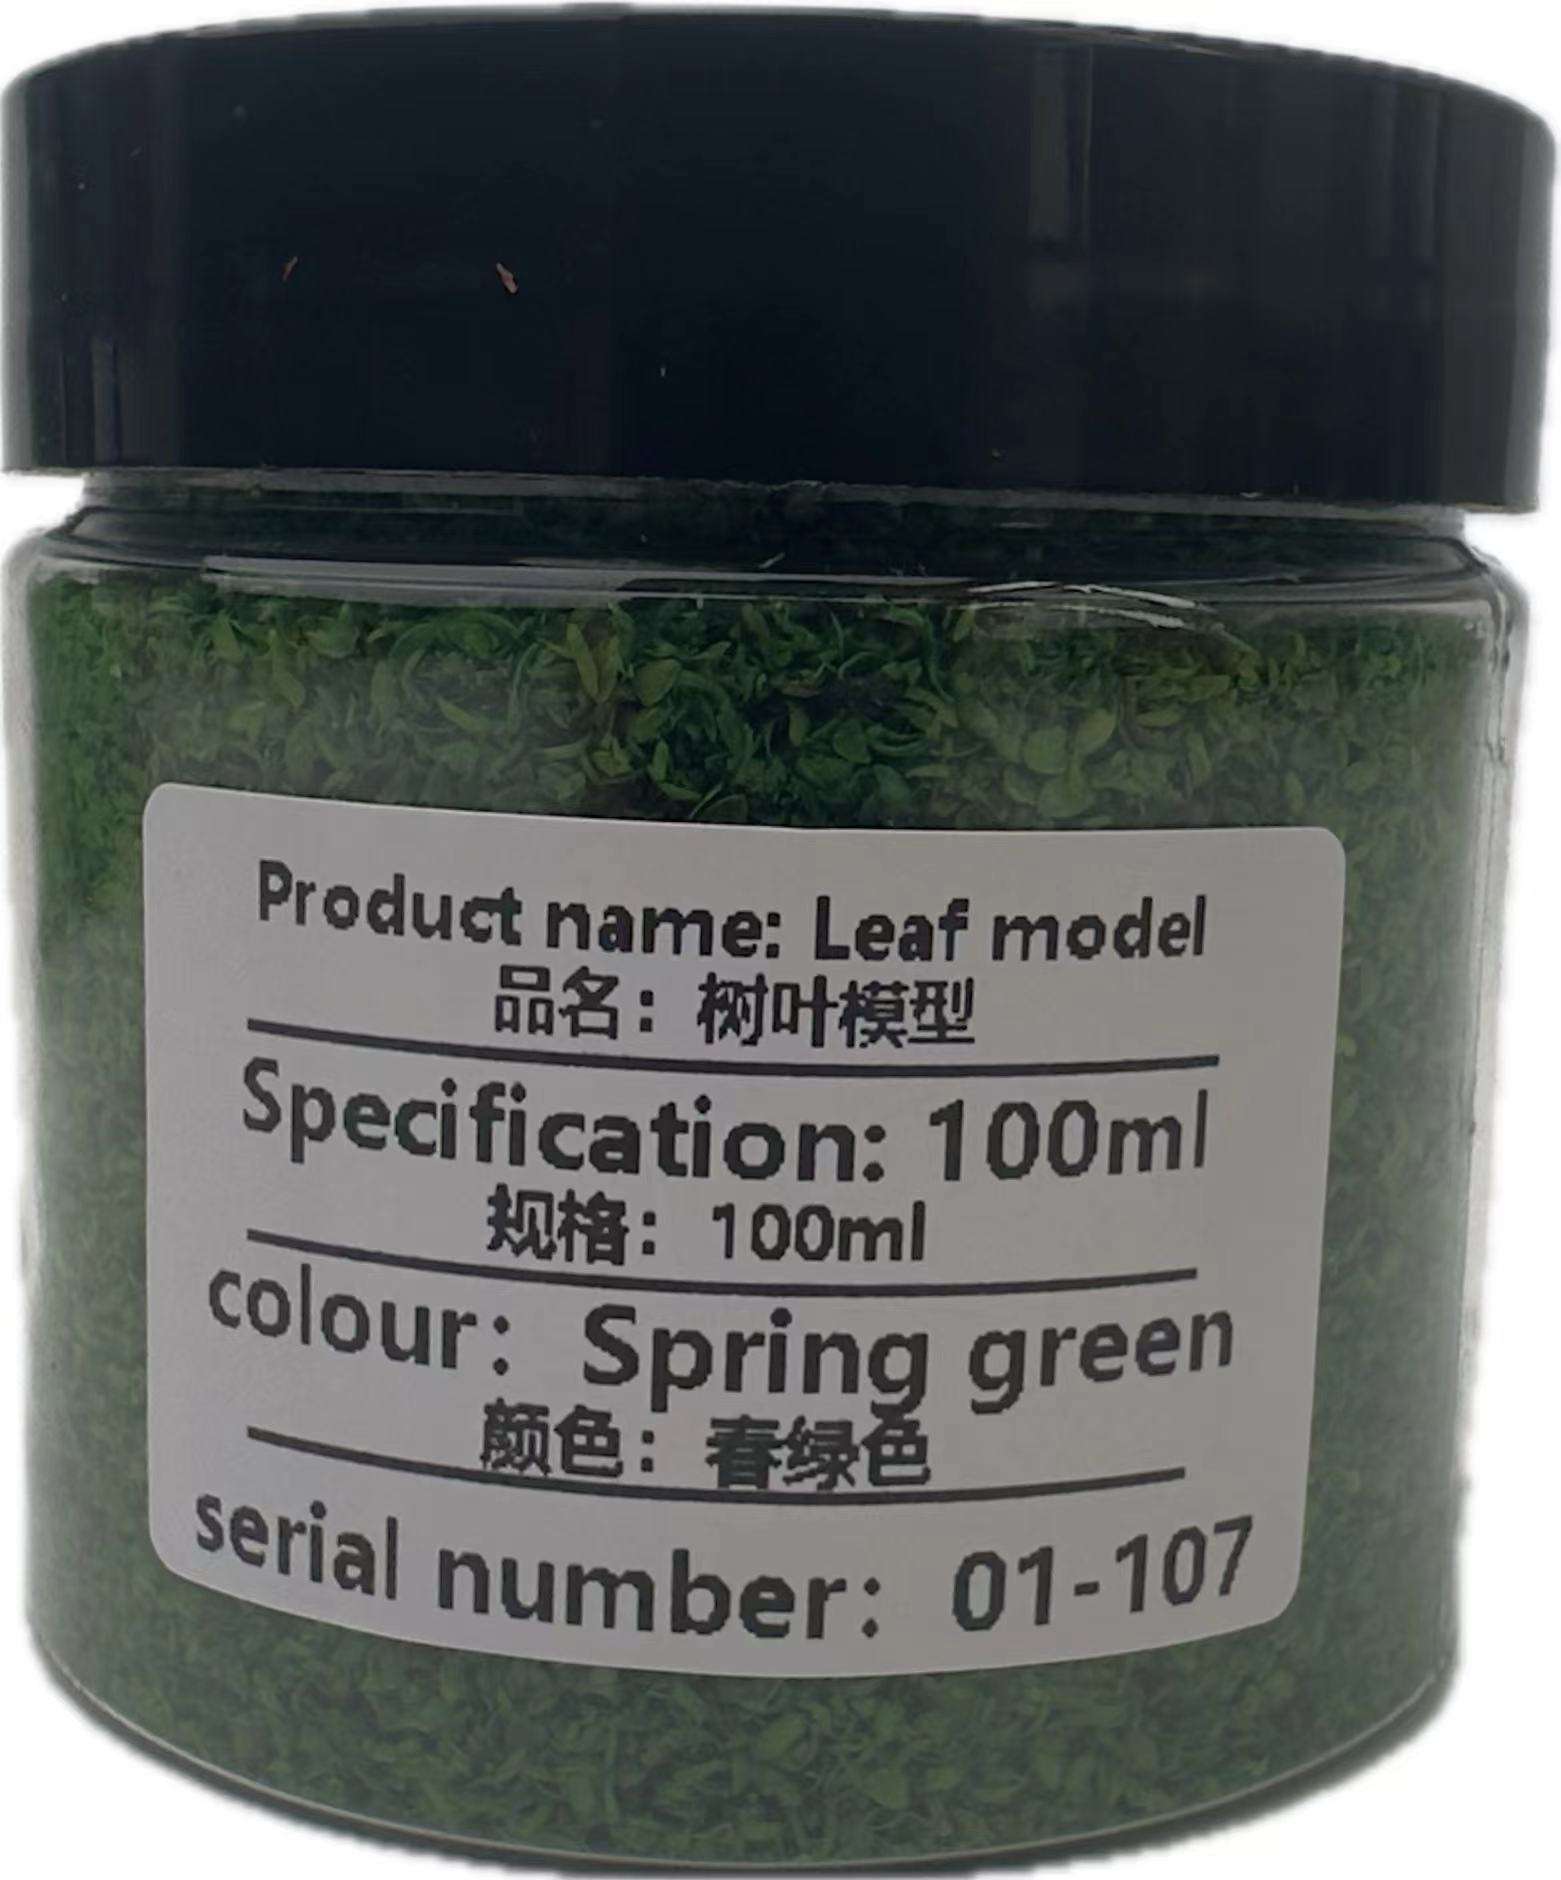 Product name: Leaf model
品名：树叶模型
Specification: 100ml
规格：100ml
colour：Spring green
颜色：春绿色
serial number：01-107